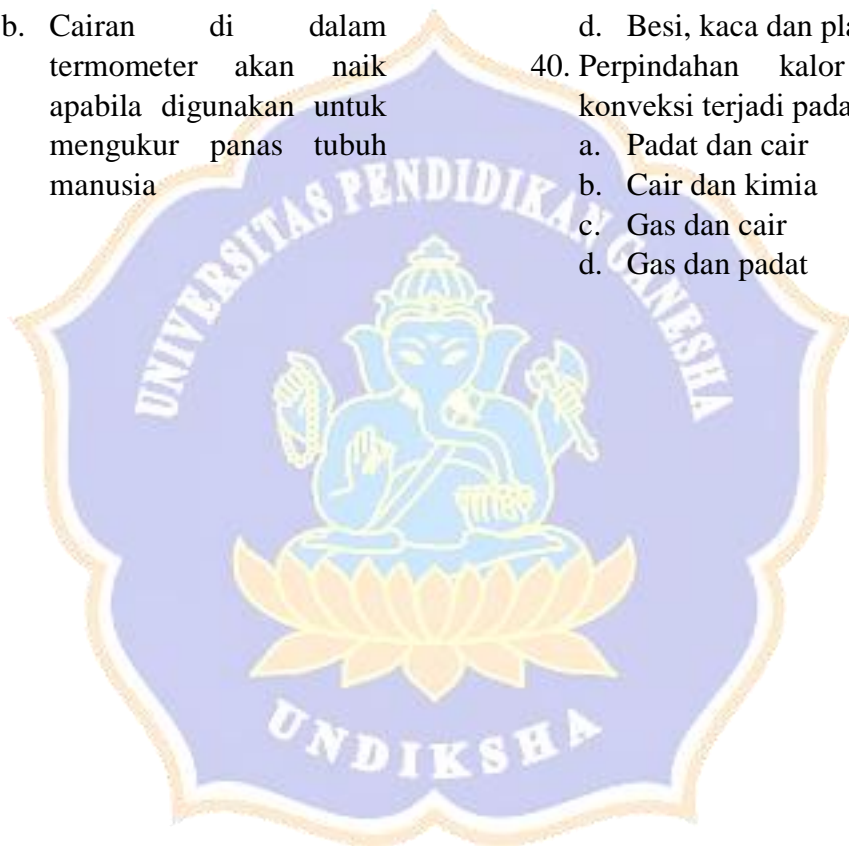 b. Cairan di dalam
termometer akan naik
apabila digunakan untuk
mengukur panas tubuh
manusia
d. Besi, kaca dan
40. Perpindahan kalor
konveksi terjadi pada
a. Padat dan cair
b. Cair dan kimia
c. Gas dan cair
d. Gas dan padat
UNIVERSITAS PENDIDIKAN GANESHA
UNDIKSHA